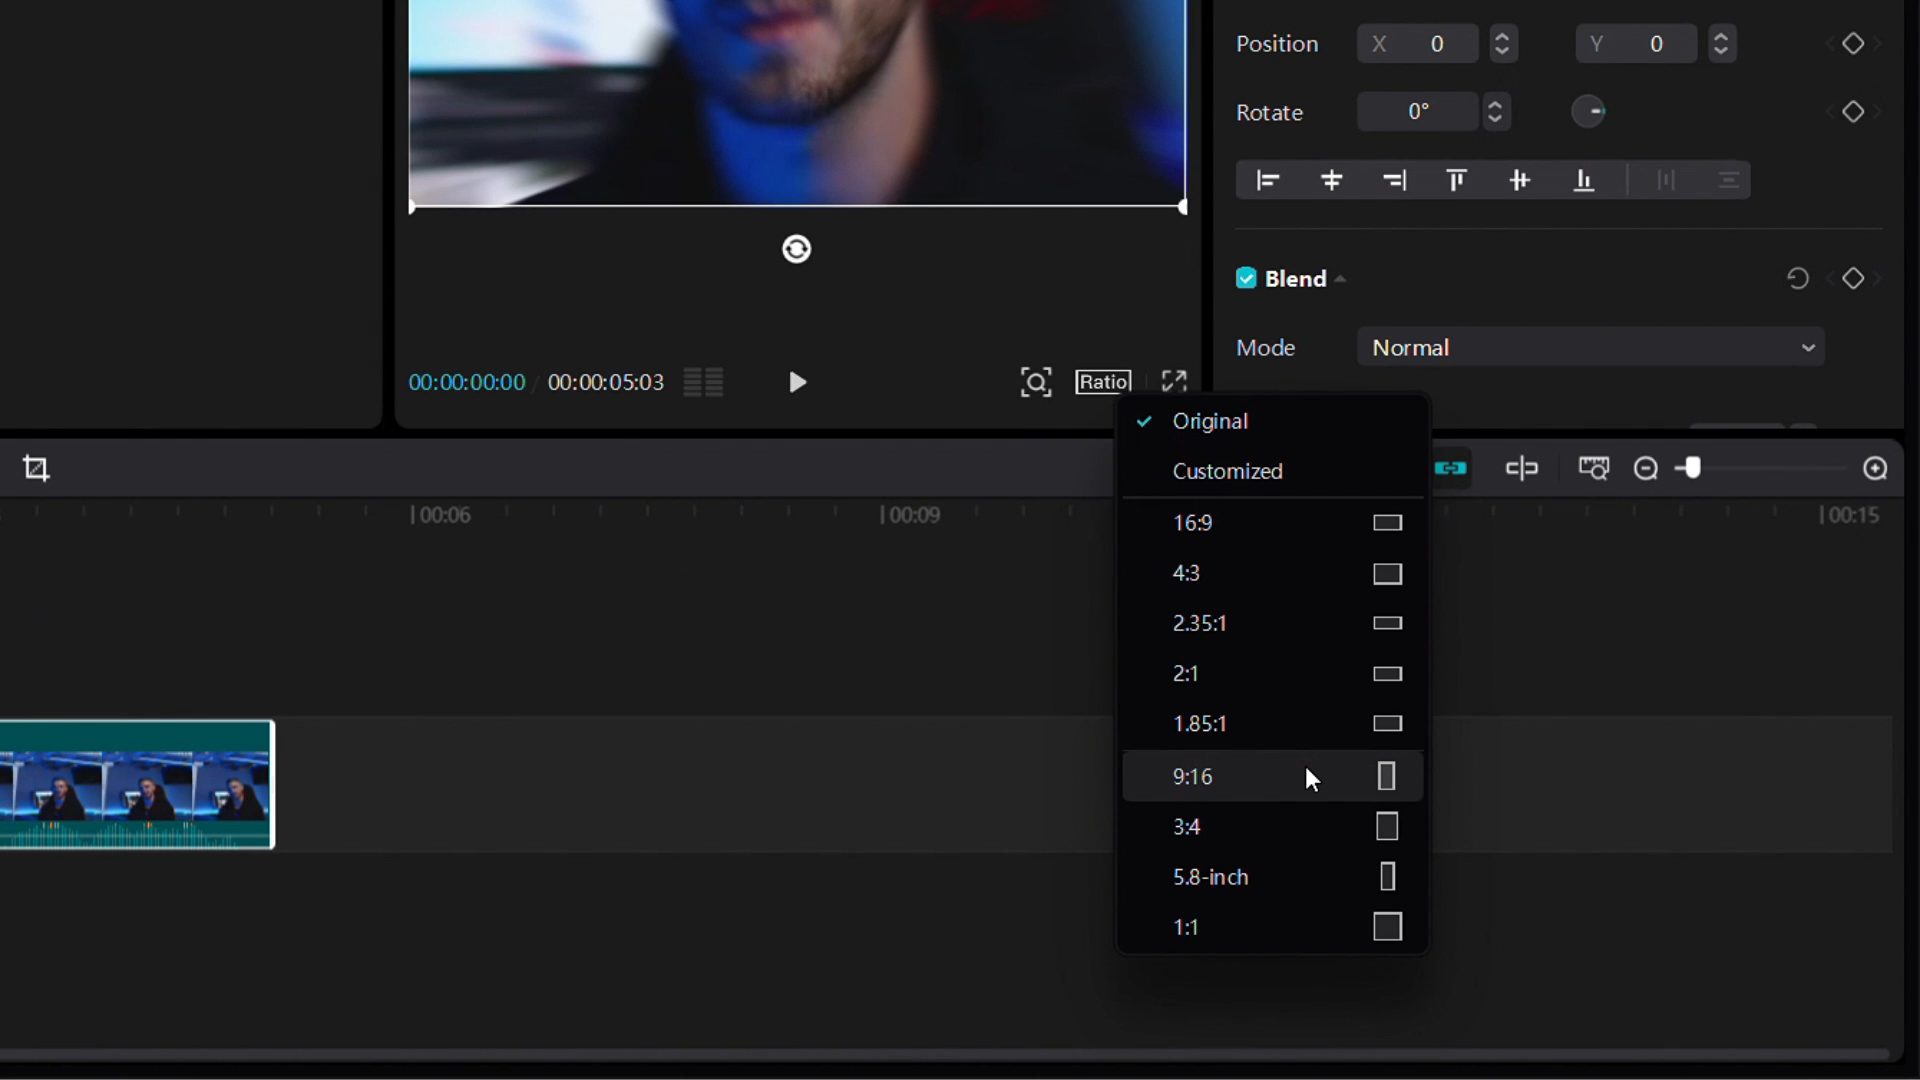 Position X 0 Y 0
Rotate 0°
Blend
Mode Normal
00:00:00:00 / 00:00:05:03 Ratio
Original
Customized
16:9
4:3
2.35:1
2:1
1.85:1
9:16
3:4
5.8-inch
1:1
00:06 00:09 00:15